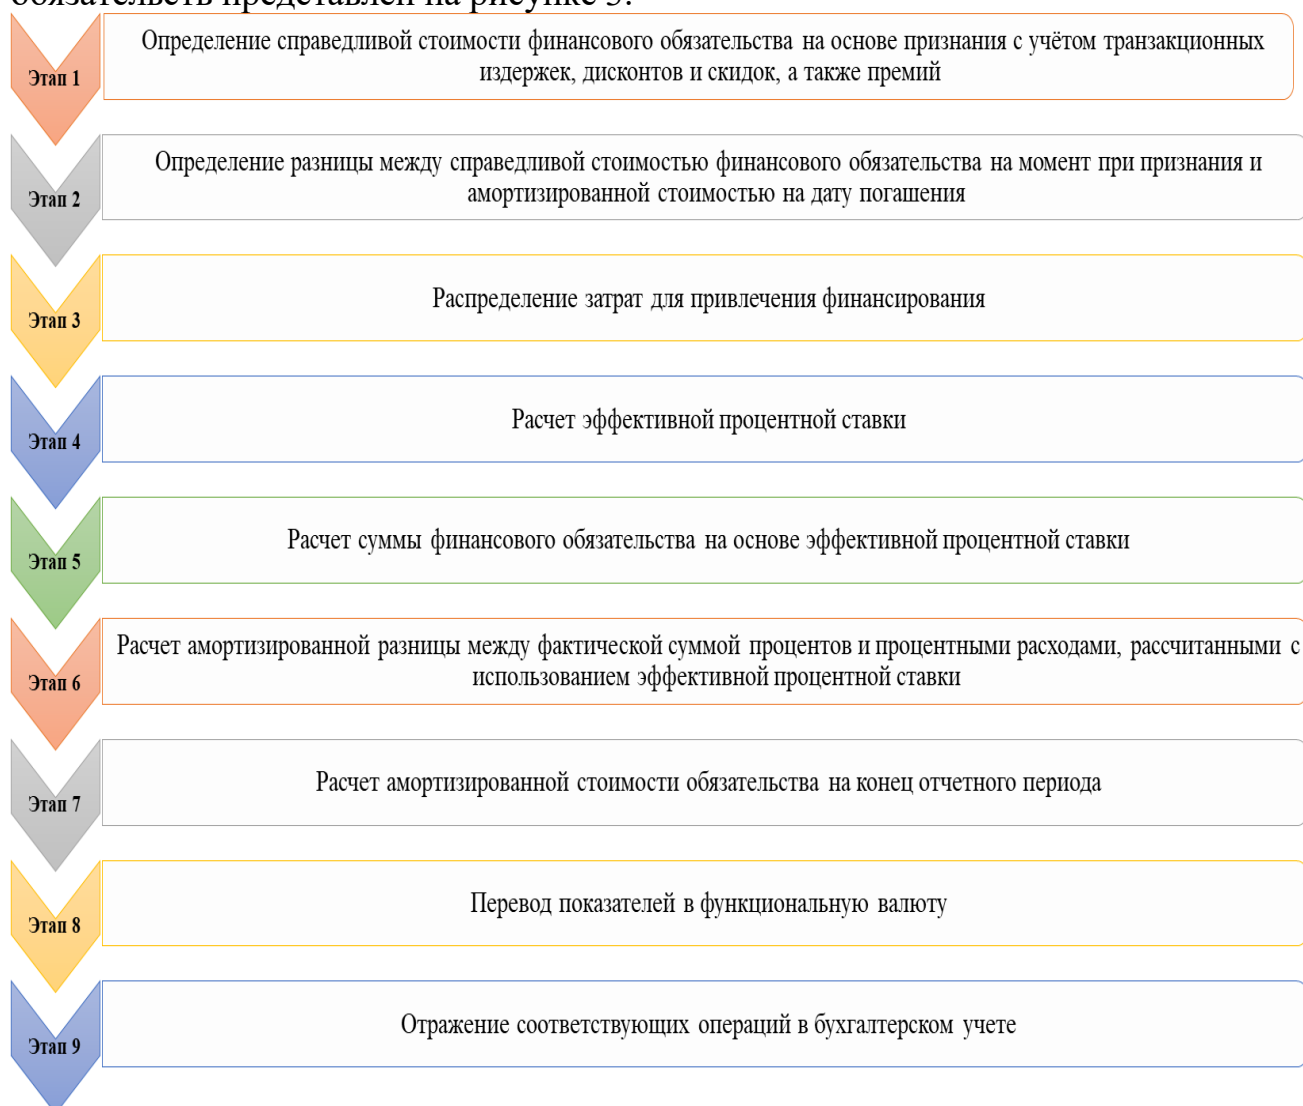 обязательств представлен на рисунке 3.
Этап 1
Определение справедливой стоимости финансового обязательства на основе признания с учётом транзакционных
издержек, дисконтов и скидок, а также премий
Этап 2
Определение разницы между справедливой стоимостью финансового обязательства на момент при признания и
амортизированной стоимостью на дату погашения
Этап 3
Распределение затрат для привлечения финансирования
Этап 4
Расчет эффективной процентной ставки
Этап 5
Расчет суммы финансового обязательства на основе эффективной процентной ставки
Этап 6
Расчет амортизированной разницы между фактической суммой процентов и процентными расходами, рассчитанными с
использованием эффективной процентной ставки
Этап 7
Расчет амортизированной стоимости обязательства на конец отчетного периода
Этап 8
Перевод показателей в функциональную валюту
Этап 9
Отражение соответствующих операций в бухгалтерском учете